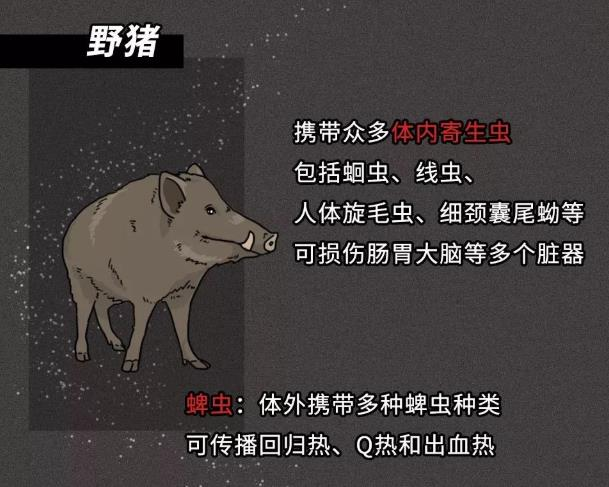 野猪
携带众多体内寄生虫
包括蛔虫、线虫、
人体旋毛虫、细颈囊尾蚴等
可损伤肠胃大脑等多个脏器
蜱虫：体外携带多种蜱虫种类
可传播回归热、Q热和出血热